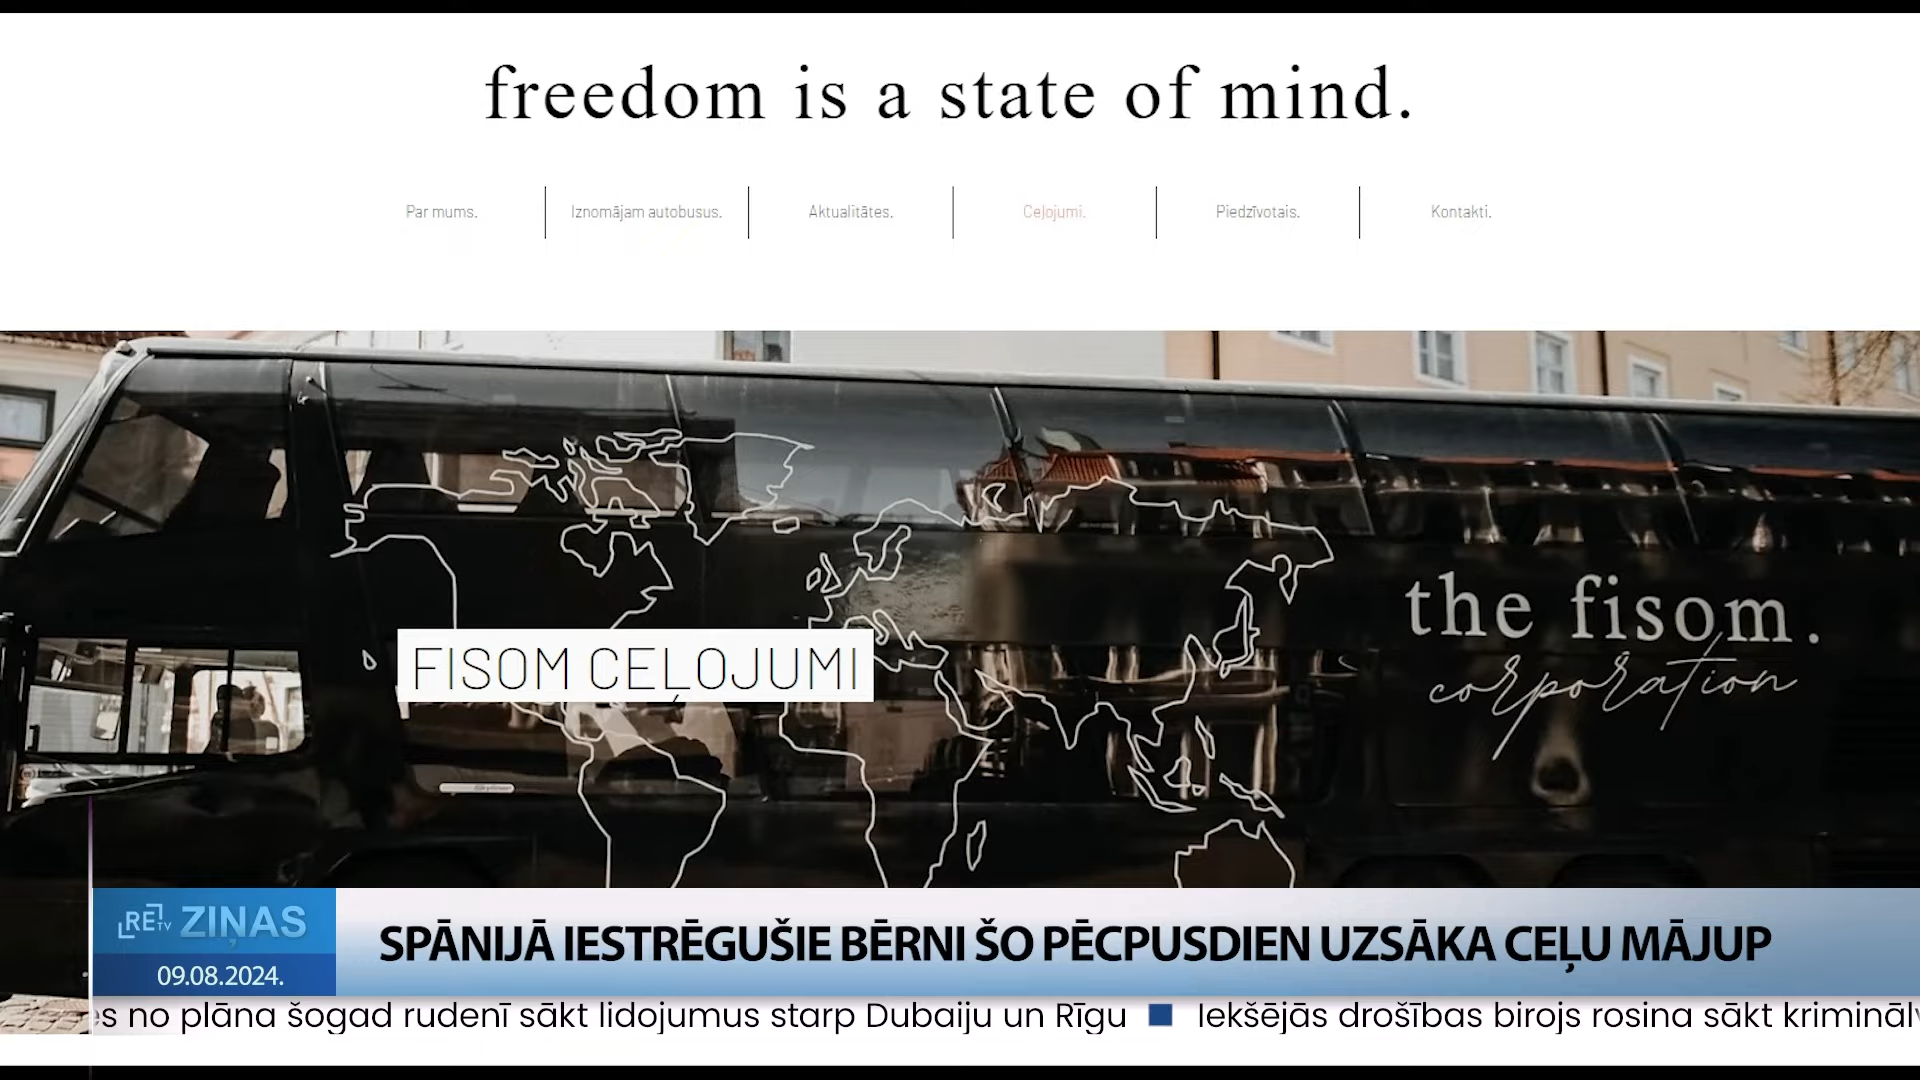 freedom is a state of mind.
Par mums.
Iznomājam autobusus.
Aktualitātes.
Ceļojumi.
Piedzīvotais.
Kontakti.
the fisom.
corporation
FISOM CEĻOJUMI
RE TV ZIŅAS
SPĀNIJĀ IESTRĒGUŠIE BĒRNI ŠO PĒCPUSDIEN UZSĀKA CEĻU MĀJUP
09.08.2024.
s no plāna šogad rudenī sākt lidojumus starp Dubaiju un Rīgu Iekšējās drošības birojs rosina sākt krimināl